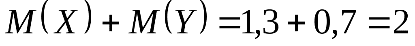 M(X) + M(Y) =1,3 + 0,7 = 2